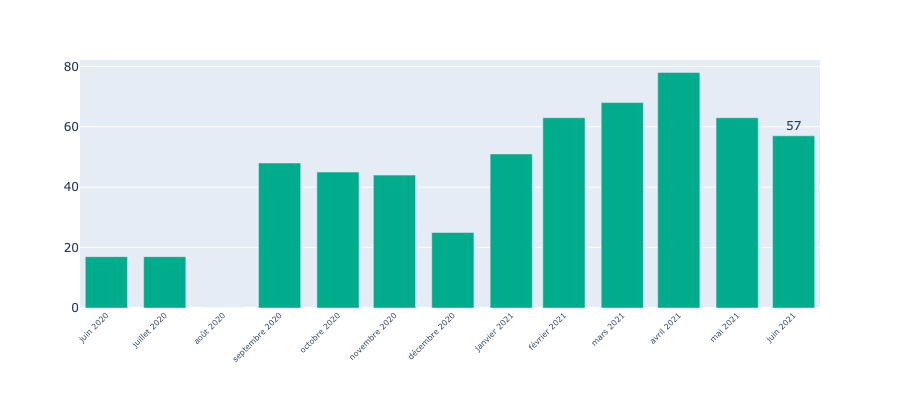 80
60
40
20
0
57
juin 2020
juillet 2020
août 2020
septembre 2020
octobre 2020
novembre 2020
décembre 2020
janvier 2021
février 2021
mars 2021
avril 2021
mai 2021
juin 2021